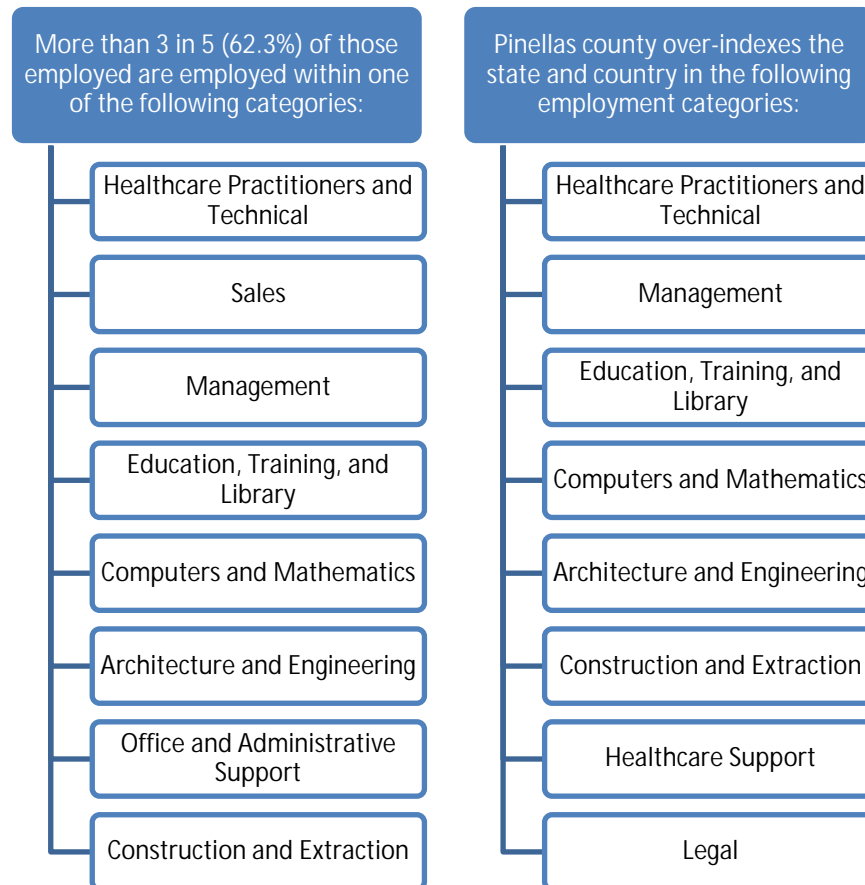 More than 3 in 5 (62.3%) of those
employed are employed within one
of the following categories:
Healthcare Practitioners and
Technical
Sales
Management
Education, Training, and
Library
Computers and Mathematics
Architecture and Engineering
Office and Administrative
Support
Construction and Extraction
Pinellas county over-indexes the
state and country in the following
employment categories:
Healthcare Practitioners and
Technical
Management
Education, Training, and
Library
Computers and Mathematics
Architecture and Engineering
Construction and Extraction
Healthcare Support
Legal